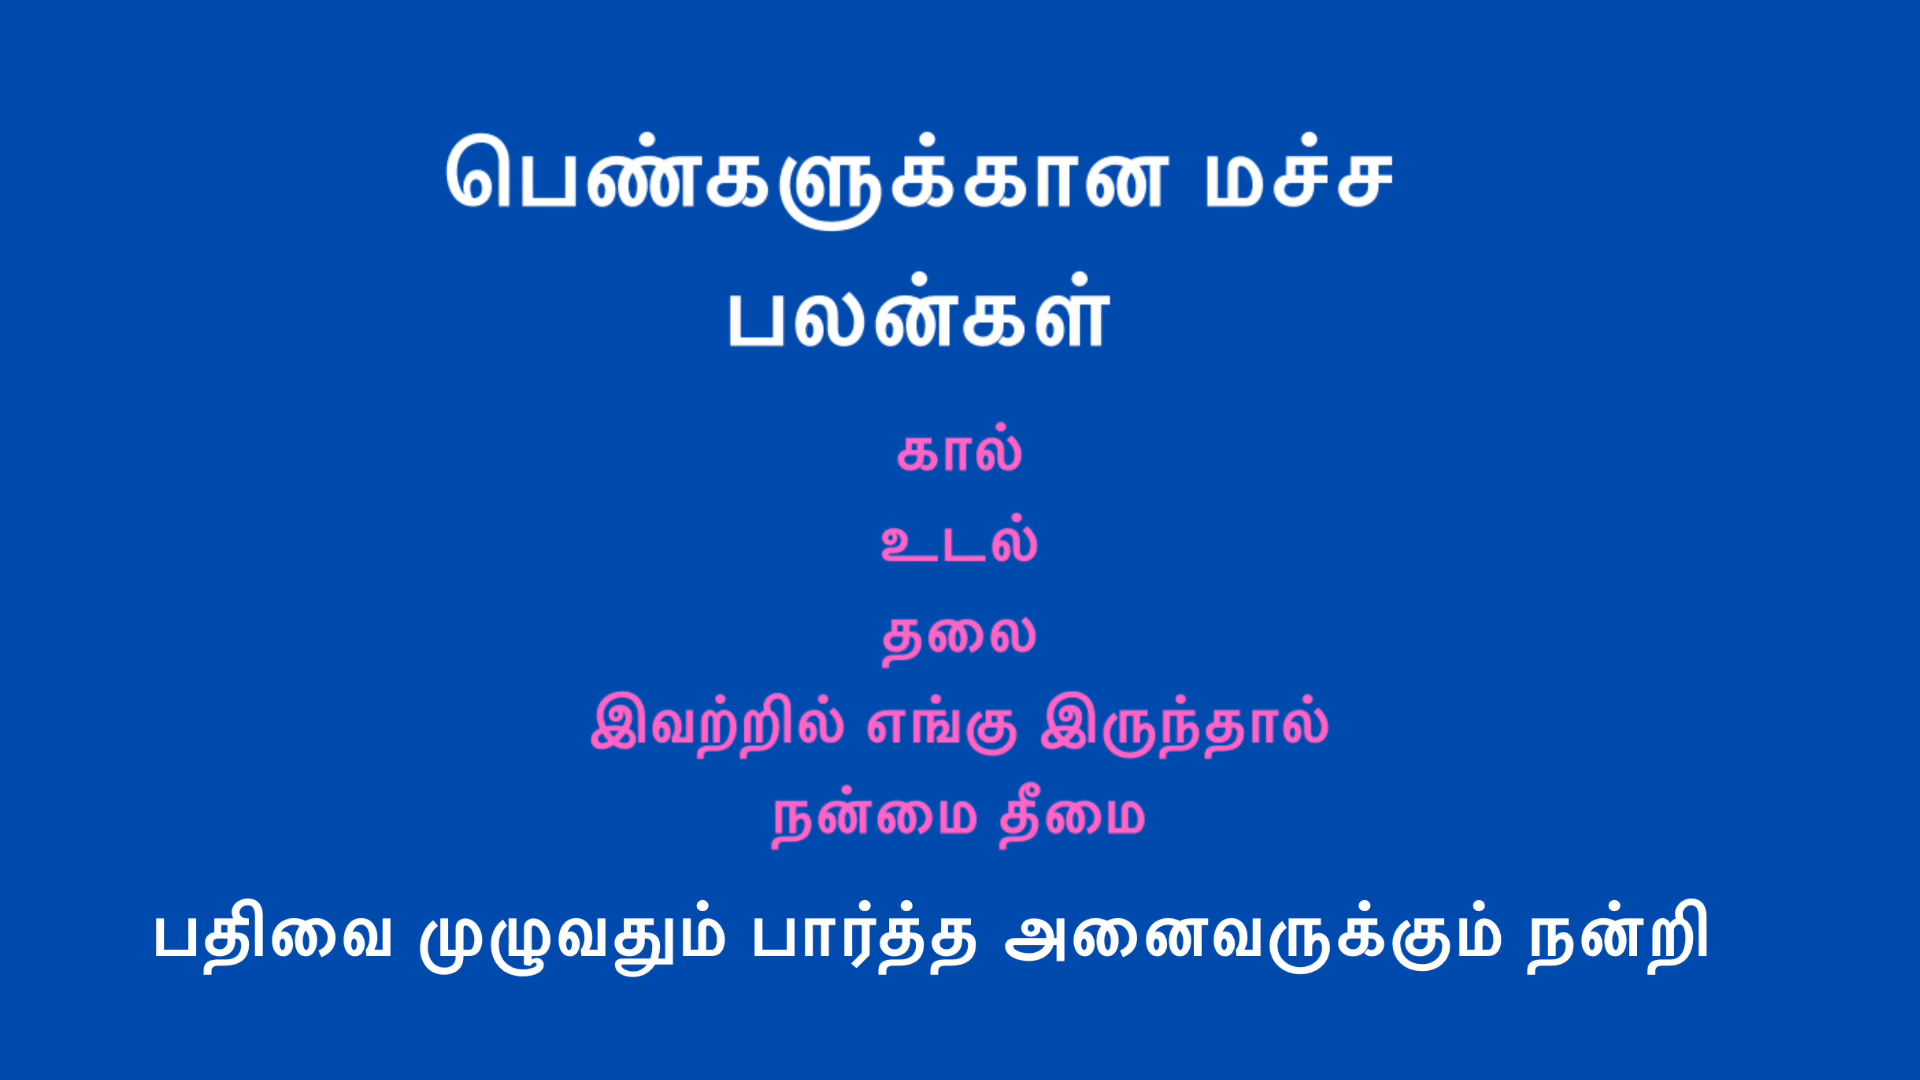 பெண்களுக்கான மச்ச
பலன்கள்
கால்
உடல்
தலை
இவற்றில் எங்கு இருந்தால்
நன்மை தீமை
பதிவை முழுவதும் பார்த்த அனைவருக்கும் நன்றி